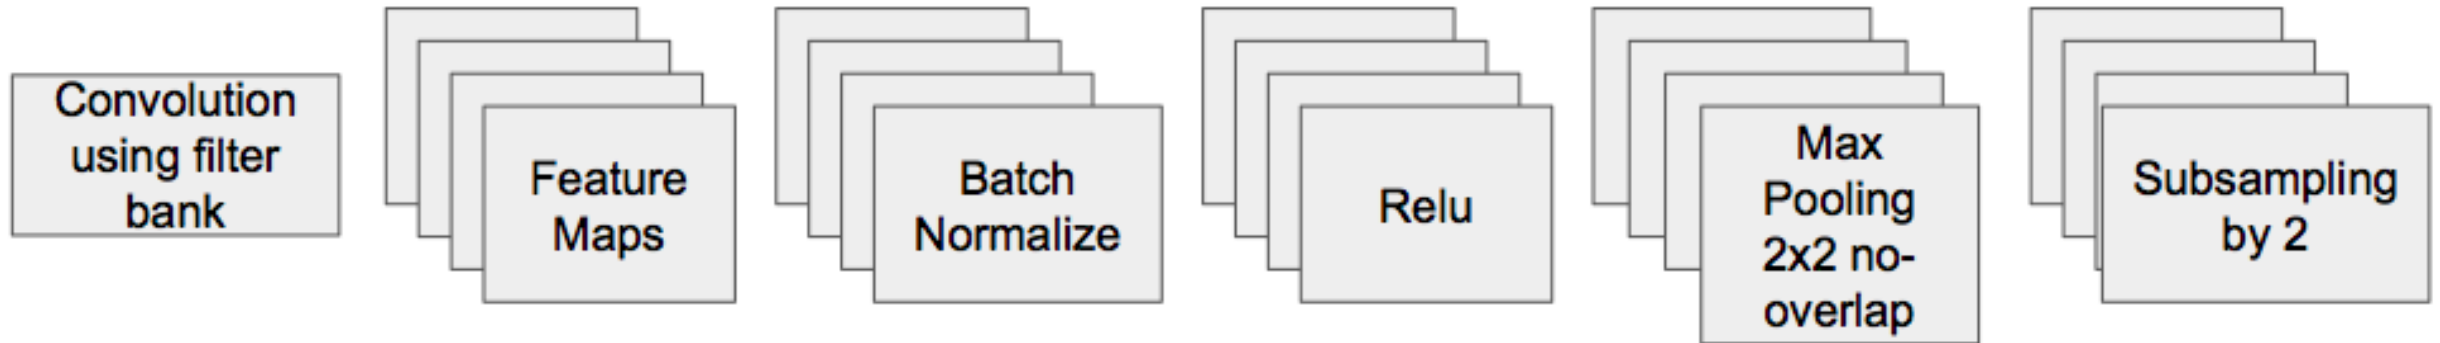 Convolution
using filter
bank
Feature
Maps
Batch
Normalize
Relu
Max
Pooling
2x2 no-
overlap
Subsampling
by 2